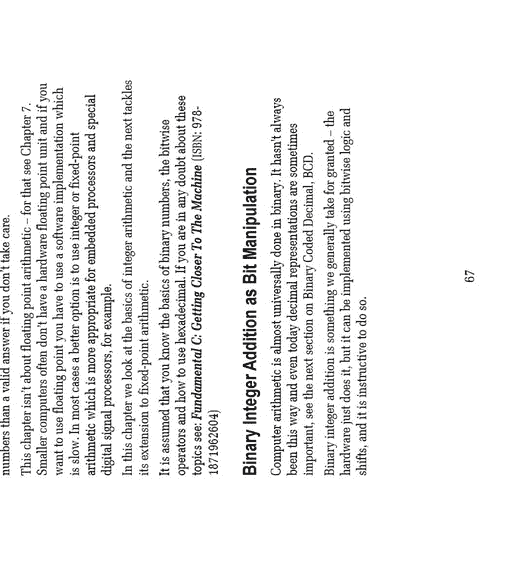 numbers than a valid answer if you don't take care.
This chapter isn't about floating point arithmetic – for that see Chapter 7.
Smaller computers often don't have a hardware floating point unit and if you
want to use floating point you have to use a software implementation which
is slow. In most cases a better option is to use integer or fixed-point
arithmetic which is more appropriate for embedded processors and special
digital signal processors, for example.
In this chapter we look at the basics of integer arithmetic and the next tackles
its extension to fixed-point arithmetic.
It is assumed that you know the basics of binary numbers, the bitwise
operators and how to use hexadecimal. If you are in any doubt about these
topics see: Fundamental C: Getting Closer To The Machine (ISBN: 978-
1871962604)
Binary Integer Addition as Bit Manipulation
Computer arithmetic is almost universally done in binary. It hasn't always
been this way and even today decimal representations are sometimes
important, see the next section on Binary Coded Decimal, BCD.
Binary integer addition is something we generally take for granted – the
hardware just does it, but it can be implemented using bitwise logic and
shifts, and it is instructive to do so.
67